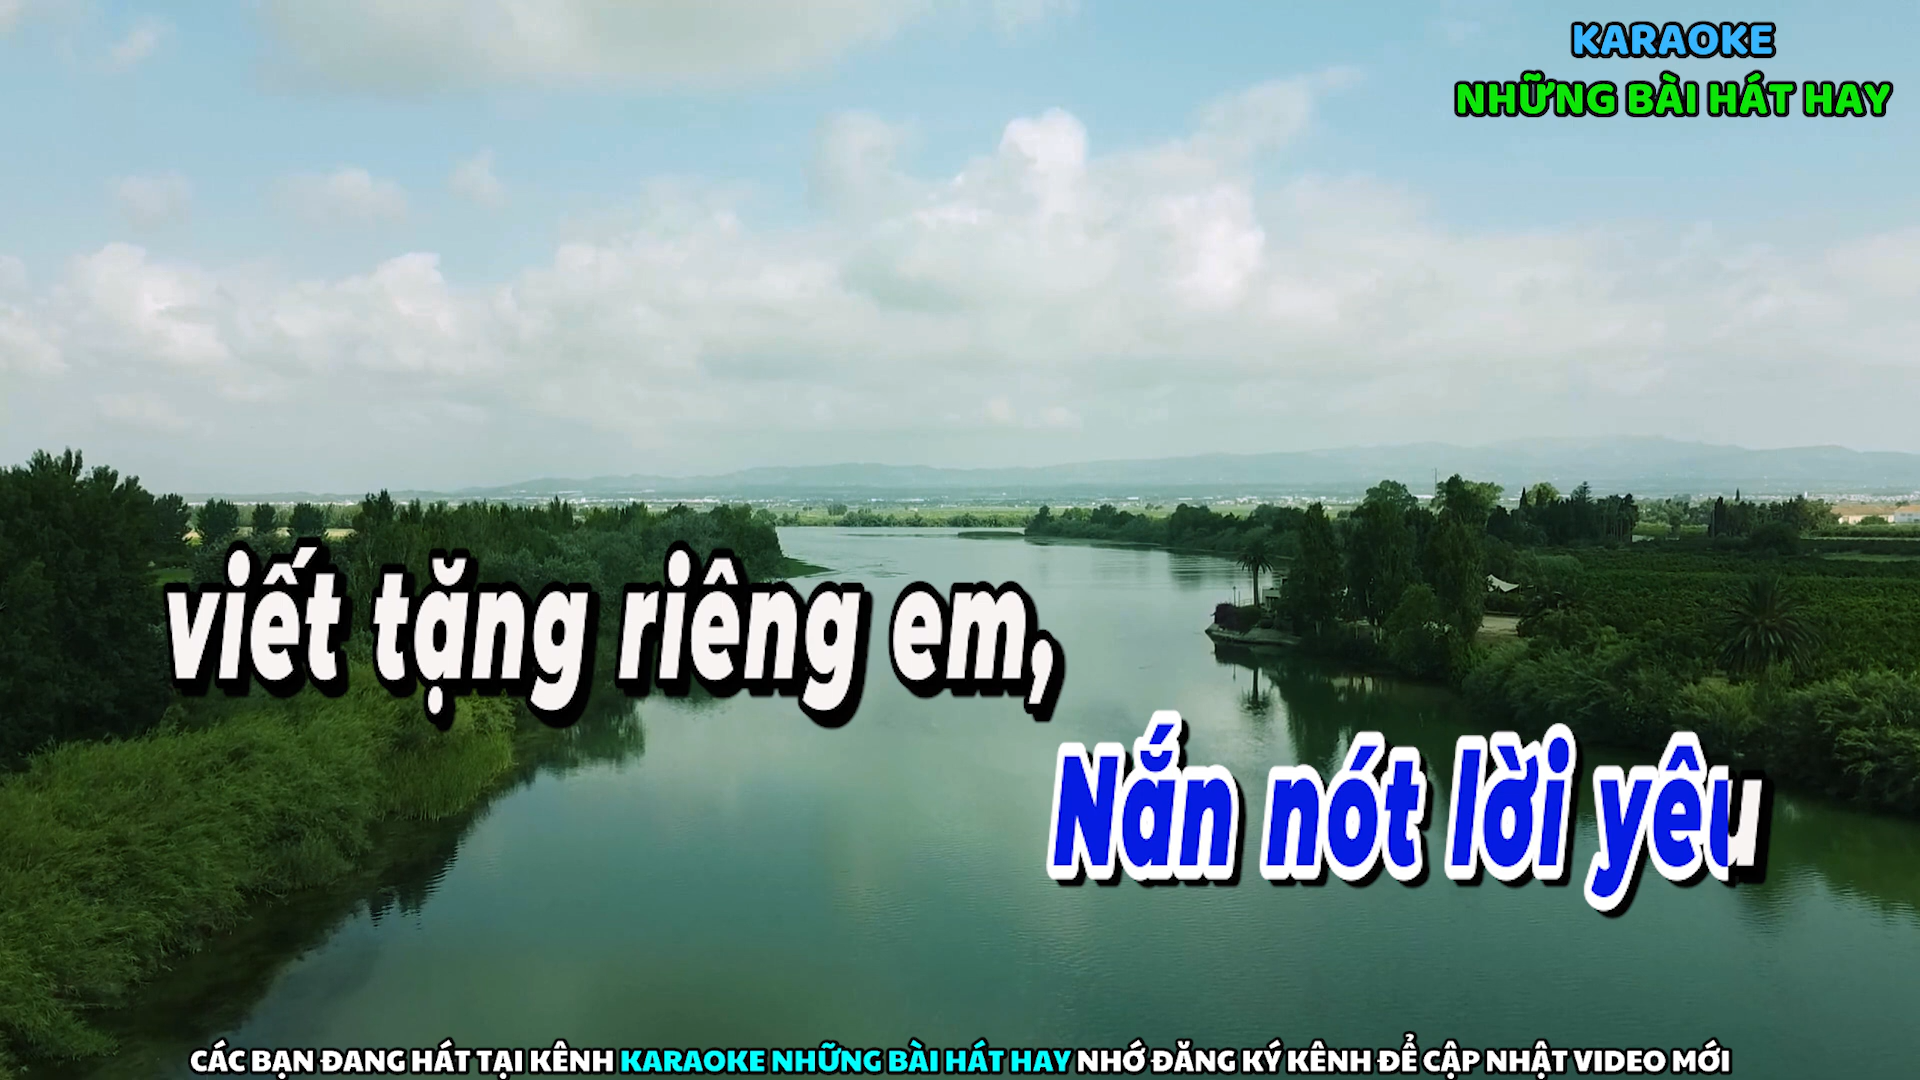 KARAOKE
NHỮNG BÀI HÁT HAY
viết tặng riêng em,
Nắn nót lời yêu
CÁC BẠN ĐANG HÁT TẠI KÊNH KARAOKE NHỮNG BÀI HÁT HAY NHỚ ĐĂNG KÝ KÊNH ĐỂ CẬP NHẬT VIDEO MỚI